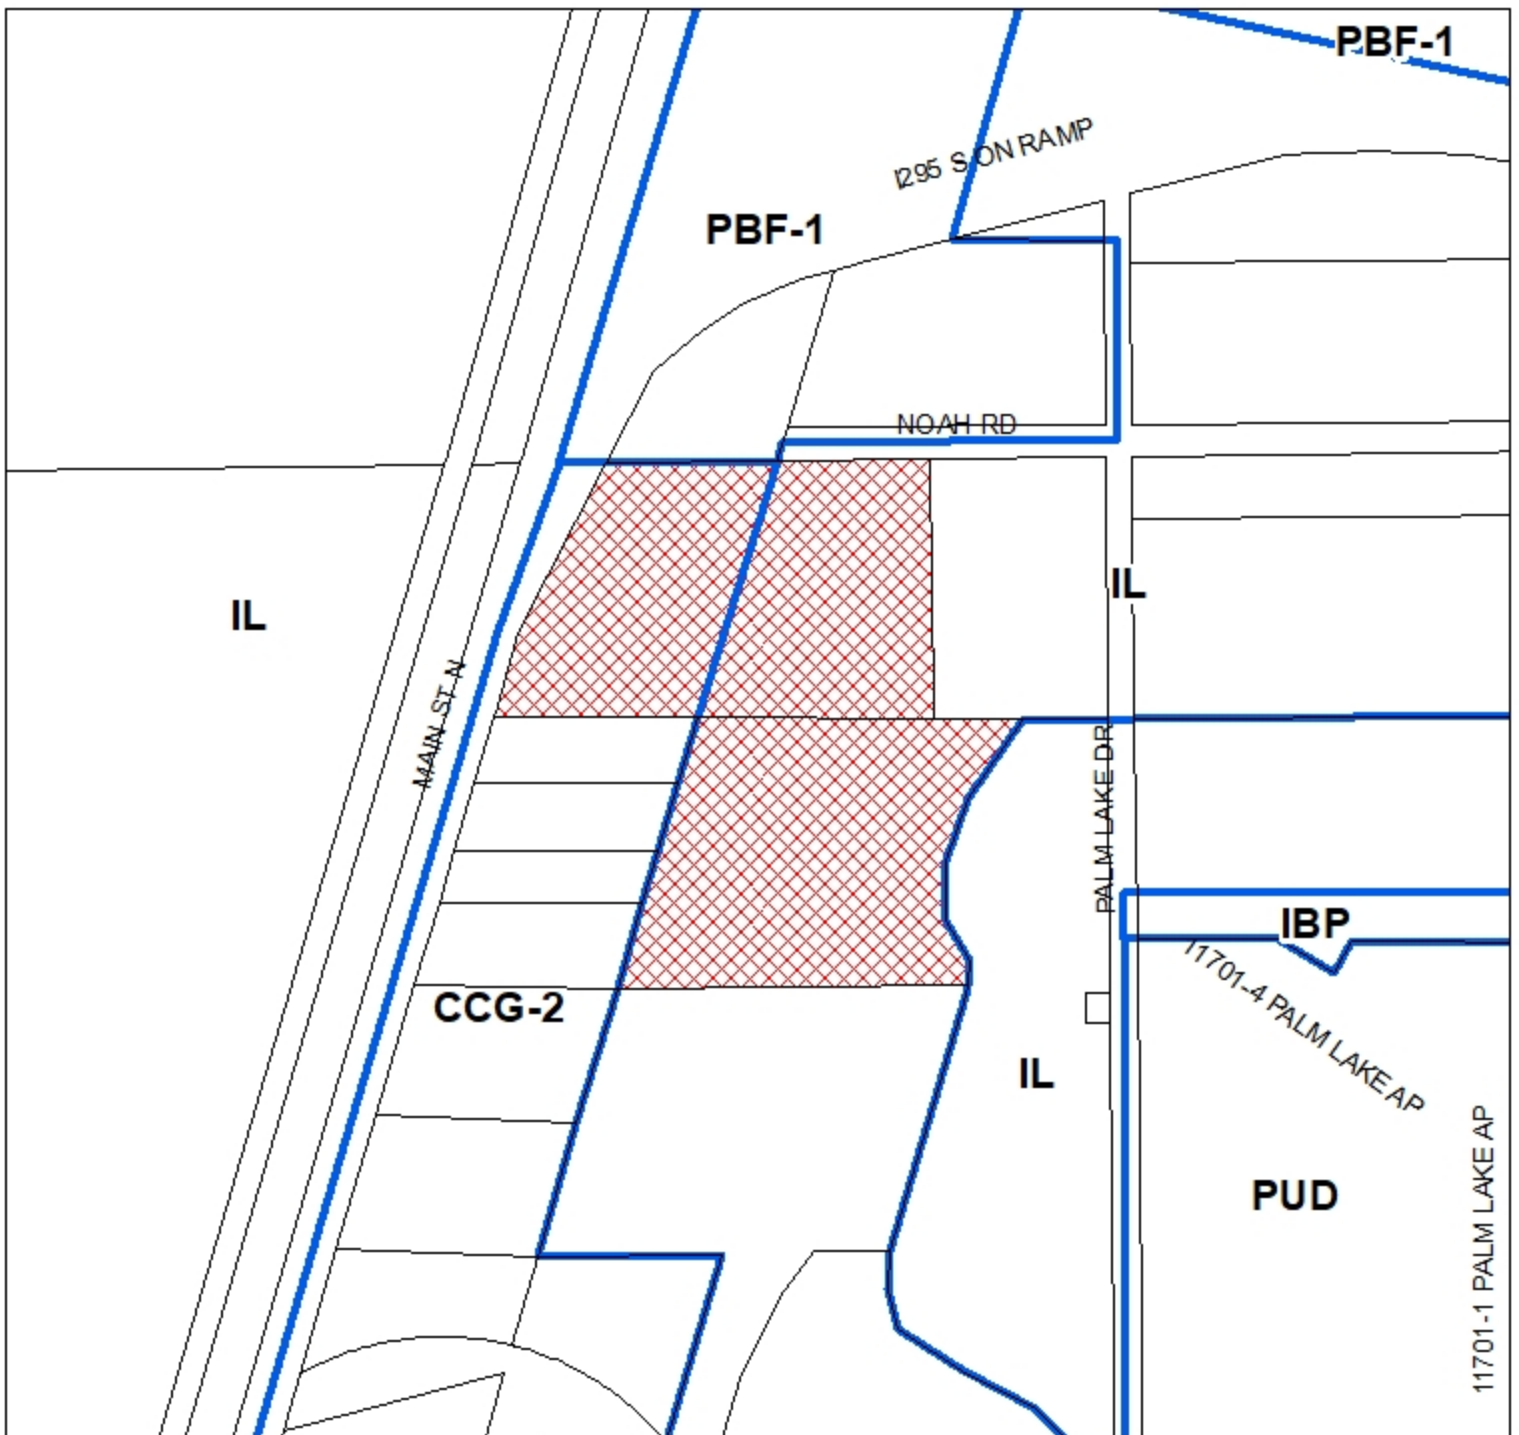 PBF-1
I295 S ON RAMP
PBF-1
NOAH RD
IL
IL
MAIN ST N
PALM LAKE DR
IBP
11701-4 PALM LAKE AP
CCG-2
IL
PUD
11701-1 PALM LAKE AP